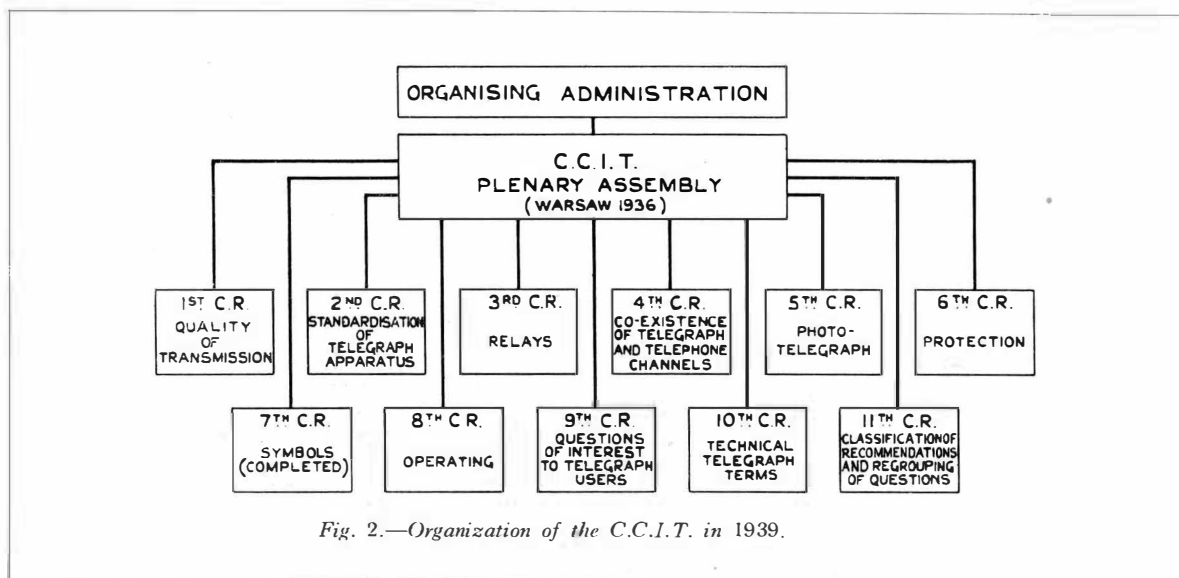 ORGANISING ADMINISTRATION
C.C.I.T.
PLENARY ASSEMBLY
(WARSAW 1936)
1ST C.R.
QUALITY
OF
TRANSMISSION
2ND C.R.
STANDARDISATION
OF
TELEGRAPH
APPARATUS
3RD C.R.
RELAYS
4TH C.R.
CO-EXISTENCE
OF TELEGRAPH
AND TELEPHONE
CHANNELS
5TH C.R.
PHOTO-
TELEGRAPH
6TH C.R.
PROTECTION
7TH C.R.
SYMBOLS
(COMPLETED)
8TH C.R.
OPERATING
9TH C.R.
QUESTIONS
OF INTEREST
TO TELEGRAPH
USERS
10TH C.R.
TECHNICAL
TELEGRAPH
TERMS
11TH C.R.
CLASSIFICATION OF
RECOMMENDATIONS
AND REGROUPING
OF QUESTIONS
Fig. 2.—Organization of the C.C.I.T. in 1939.